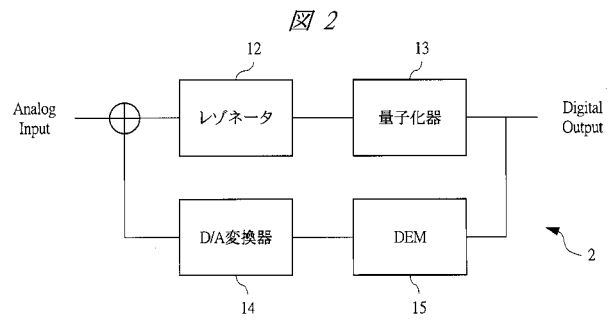 図 2
12
13
Analog
Input
レゾネータ
量子化器
Digital
Output
D/A変換器
DEM
2
14
15